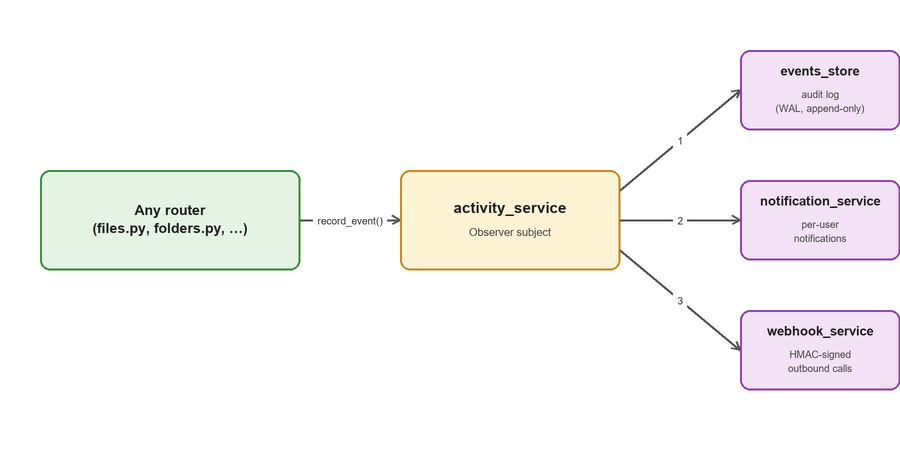 Any router
(files.py, folders.py, ...)
record_event()
activity_service
Observer subject
1
events_store
audit log
(WAL, append-only)
2
notification_service
per-user
notifications
3
webhook_service
HMAC-signed
outbound calls